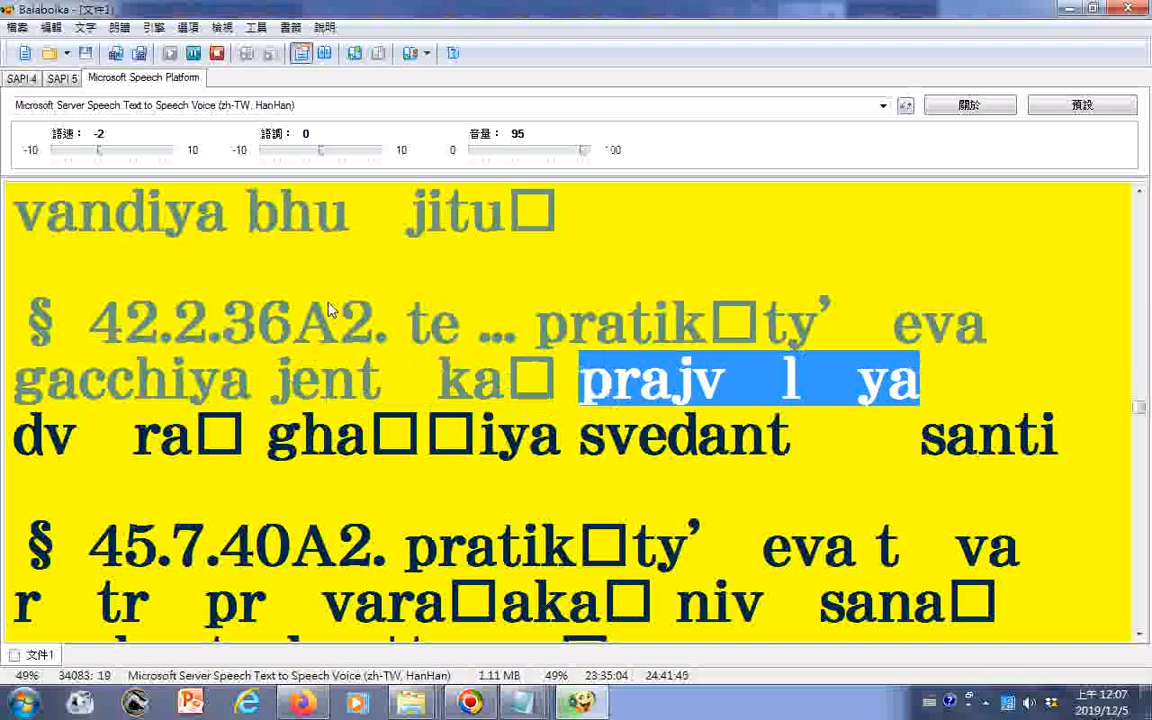 Balabolka - [文件1]
檔案 編輯 文字 朗讀 引擎 選項 檢視 工具 書籤 說明
SAPI 4 SAPI 5 Microsoft Speech Platform
Microsoft Server Speech Text to Speech Voice (zh-TW, HanHan) 關於 預設
語速： -2 語調： 0 音量： 95
-10 10 -10 10 0 100
vandiya bhu jitu□
§ 42.2.36A2. te ... pratik□ty’ eva
gacchiya jent ka□ prajv l ya
dv ra□ gha□□iya svedant santi
§ 45.7.40A2. pratik□ty’ eva t va
r tr pr vara□aka□ niv sana□
文件1
49% 34083: 19 Microsoft Server Speech Text to Speech Voice (zh-TW, HanHan) 1.11 MB 49% 23:35:04 24:41:45
上午 12:07
2019/12/5